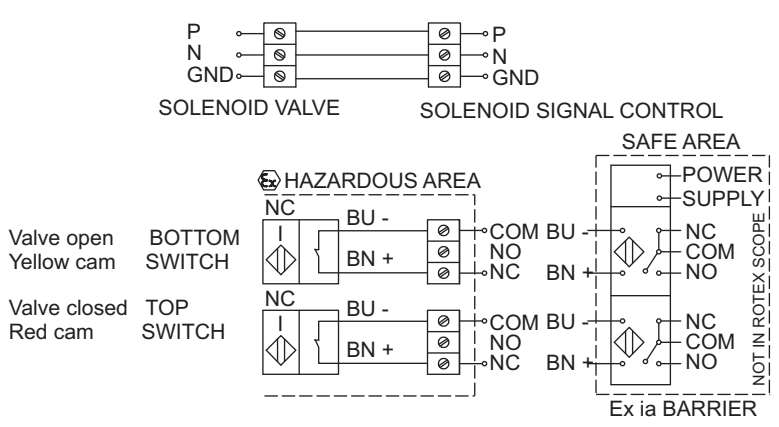 P P
N N
GND GND
SOLENOID VALVE SOLENOID SIGNAL CONTROL
SAFE AREA
Ex HAZARDOUS AREA
POWER
SUPPLY
NC
I
BU -
BN +
Valve open BOTTOM
Yellow cam SWITCH
COM BU - NC
NO COM
NC BN + NO
NC
I
BU -
BN +
Valve closed TOP
Red cam SWITCH
COM BU - NC
NO COM
NC BN + NO
NOT IN ROTEX SCOPE
Ex ia BARRIER